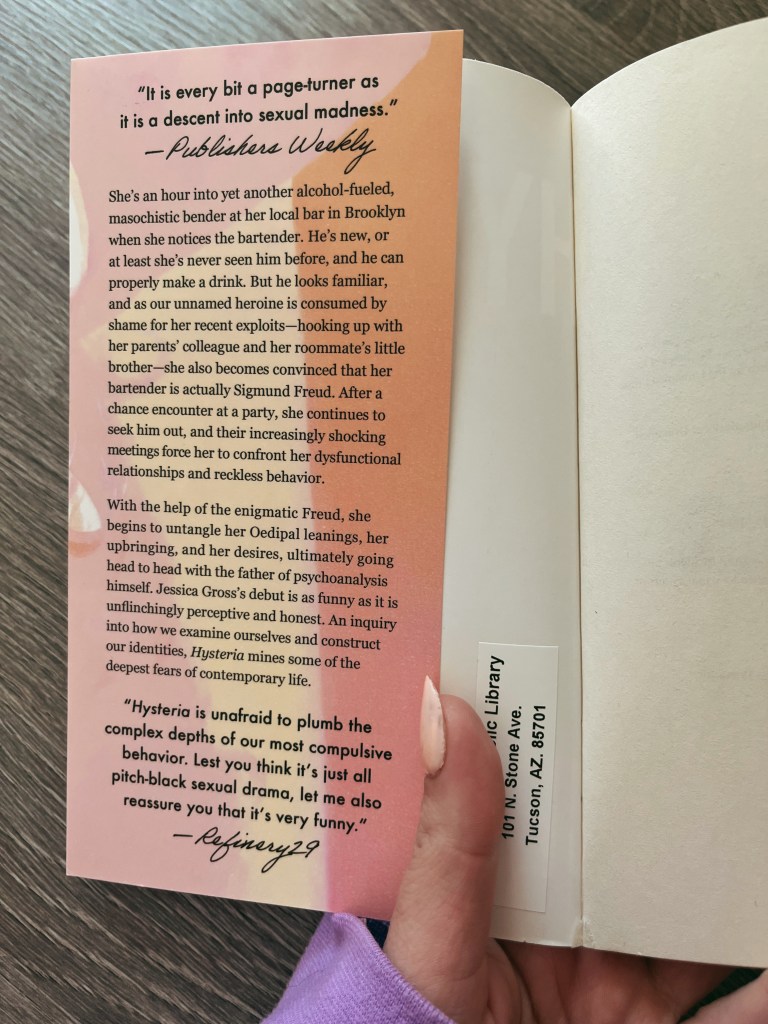 “It is every bit a page-turner as
it is a descent into sexual madness.”
—Publishers Weekly
She’s an hour into yet another alcohol-fueled,
masochistic bender at her local bar in Brooklyn
when she notices the bartender. He’s new, or
at least she’s never seen him before, and he can
properly make a drink. But he looks familiar,
and as our unnamed heroine is consumed by
shame for her recent exploits—hooking up with
her parents’ colleague and her roommate’s little
brother—she also becomes convinced that her
bartender is actually Sigmund Freud. After a
chance encounter at a party, she continues to
seek him out, and their increasingly shocking
meetings force her to confront her dysfunctional
relationships and reckless behavior.
With the help of the enigmatic Freud, she
begins to untangle her Oedipal leanings, her
upbringing, and her desires, ultimately going
head to head with the father of psychoanalysis
himself. Jessica Gross’s debut is as funny as it is
unflinchingly perceptive and honest. An inquiry
into how we examine ourselves and construct
our identities, Hysteria mines some of the
deepest fears of contemporary life.
“Hysteria is unafraid to plumb the
complex depths of our most compulsive
behavior. Lest you think it’s just all
pitch-black sexual drama, let me also
reassure you that it’s very funny.”
—Refinery29
Library
101 N. Stone Ave.
Tucson, AZ. 85701